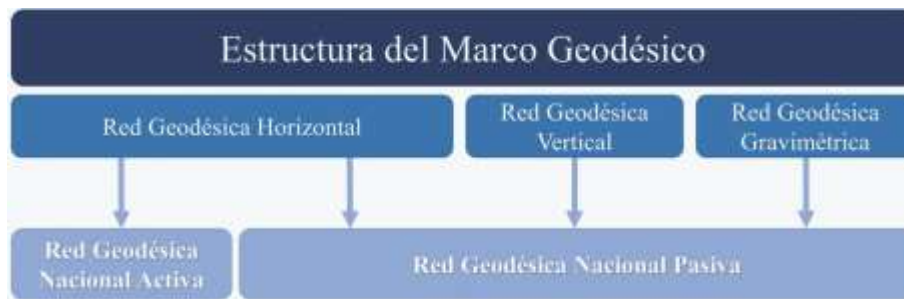 Estructura del Marco Geodésico
Red Geodésica Horizontal
Red Geodésica
Vertical
Red Geodésica
Gravimétrica
Red Geodésica
Nacional Activa
Red Geodésica Nacional Pasiva